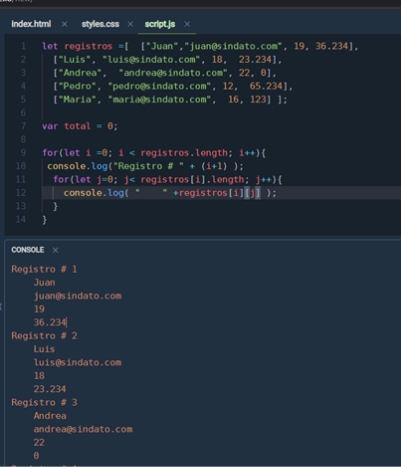 index.html × styles.css × script.js ×
1 let registros =[ ["Juan","juan@sindato.com", 19, 36.234],
2 ["Luis", "luis@sindato.com", 18, 23.234],
3 ["Andrea", "andrea@sindato.com", 22, 0],
4 ["Pedro", "pedro@sindato.com", 12, 65.234],
5 ["Maria", "maria@sindato.com", 16, 123] ];
6
7 var total = 0;
8
9 for(let i =0; i < registros.length; i++){
10 console.log("Registro # " + (i+1) );
11 for(let j=0; j< registros[i].length; j++){
12 console.log( " " +registros[i][j] );
13 }
14 }
CONSOLE ×
Registro # 1
Juan
juan@sindato.com
19
36.234
Registro # 2
Luis
luis@sindato.com
18
23.234
Registro # 3
Andrea
andrea@sindato.com
22
0